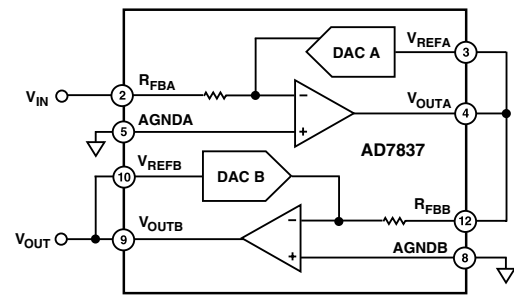 DAC A
VREFA
3
RFBA
VIN
2
–
VOUTA
4
5
AGNDA
+
AD7837
10
VREFB
DAC B
RFBB
12
VOUT
9
VOUTB
–
AGNDB
8
+